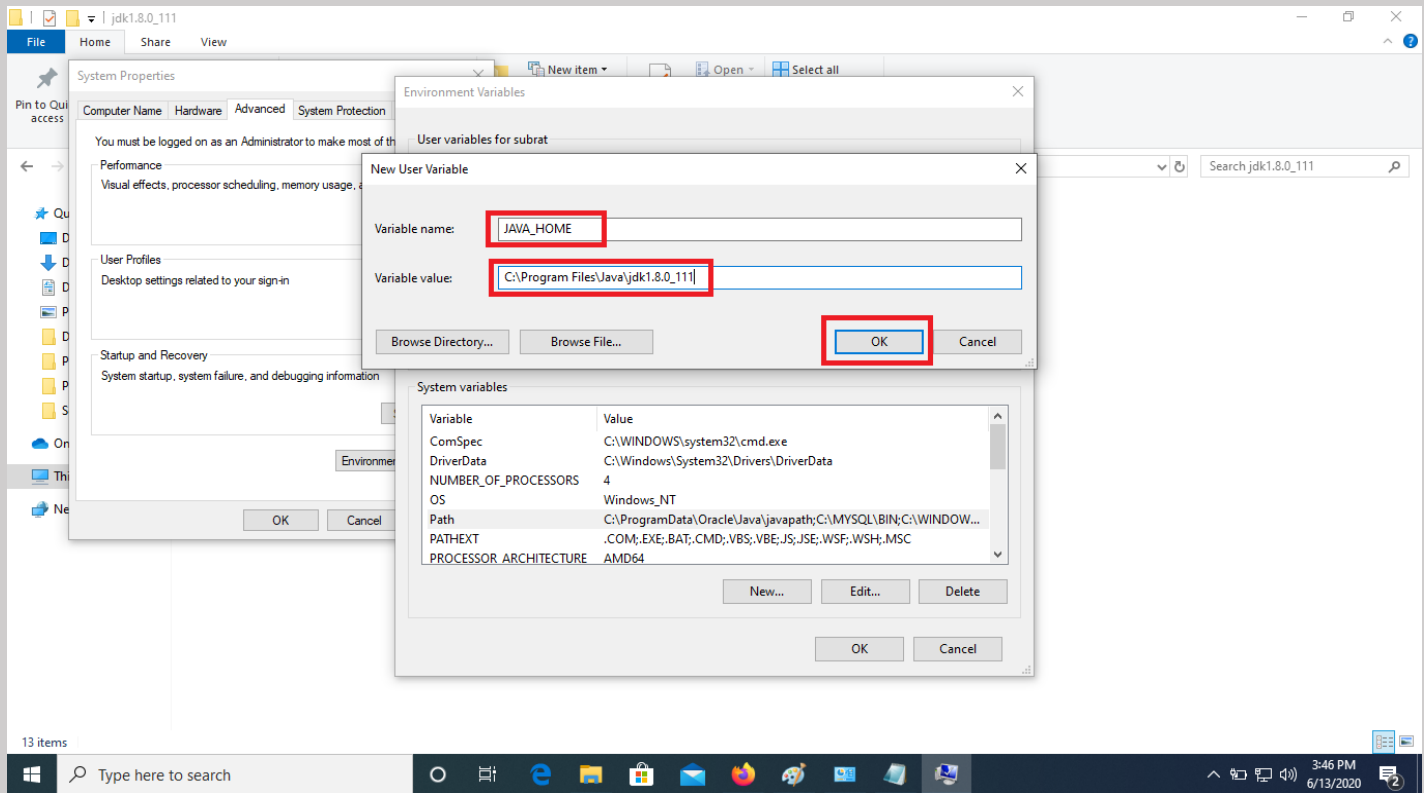 jdk1.8.0_111
File Home Share View
New item Open Select all
Pin to Qui
access
System Properties
Computer Name Hardware Advanced System Protection
You must be logged on as an Administrator to make most of th
Performance
Visual effects, processor scheduling, memory usage, a
User Profiles
Desktop settings related to your sign-in
Startup and Recovery
System startup, system failure, and debugging information
S
Environme
OK Cancel
Environment Variables
User variables for subrat
New User Variable
Variable name: JAVA_HOME
Variable value: C:\Program Files\Java\jdk1.8.0_111
Browse Directory... Browse File... OK Cancel
System variables
Variable Value
ComSpec C:\WINDOWS\system32\cmd.exe
DriverData C:\Windows\System32\Drivers\DriverData
NUMBER_OF_PROCESSORS 4
OS Windows_NT
Path C:\ProgramData\Oracle\Java\javapath;C:\MYSQL\BIN;C:\WINDOW...
PATHEXT .COM;.EXE;.BAT;.CMD;.VBS;.VBE;.JS;.JSE;.WSF;.WSH;.MSC
PROCESSOR_ARCHITECTURE AMD64
New... Edit... Delete
OK Cancel
Search jdk1.8.0_111
Qu
D
D
D
P
D
P
P
S
On
Thi
Ne
13 items
Type here to search
3:46 PM
6/13/2020
2